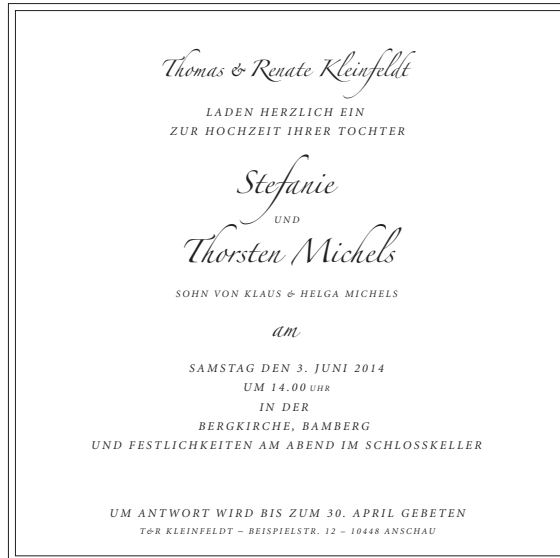 Thomas & Renate Kleinfeldt
LADEN HERZLICH EIN
ZUR HOCHZEIT IHRER TOCHTER
Stefanie
UND
Thorsten Michels
SOHN VON KLAUS & HELGA MICHELS
am
SAMSTAG DEN 3. JUNI 2014
UM 14.00 UHR
IN DER
BERGKIRCHE, BAMBERG
UND FESTLICHKEITEN AM ABEND IM SCHLOSSKELLER
UM ANTWORT WIRD BIS ZUM 30. APRIL GEBETEN
T&R KLEINFELDT – BEISPIELSTR. 12 – 10448 ANSCHAU